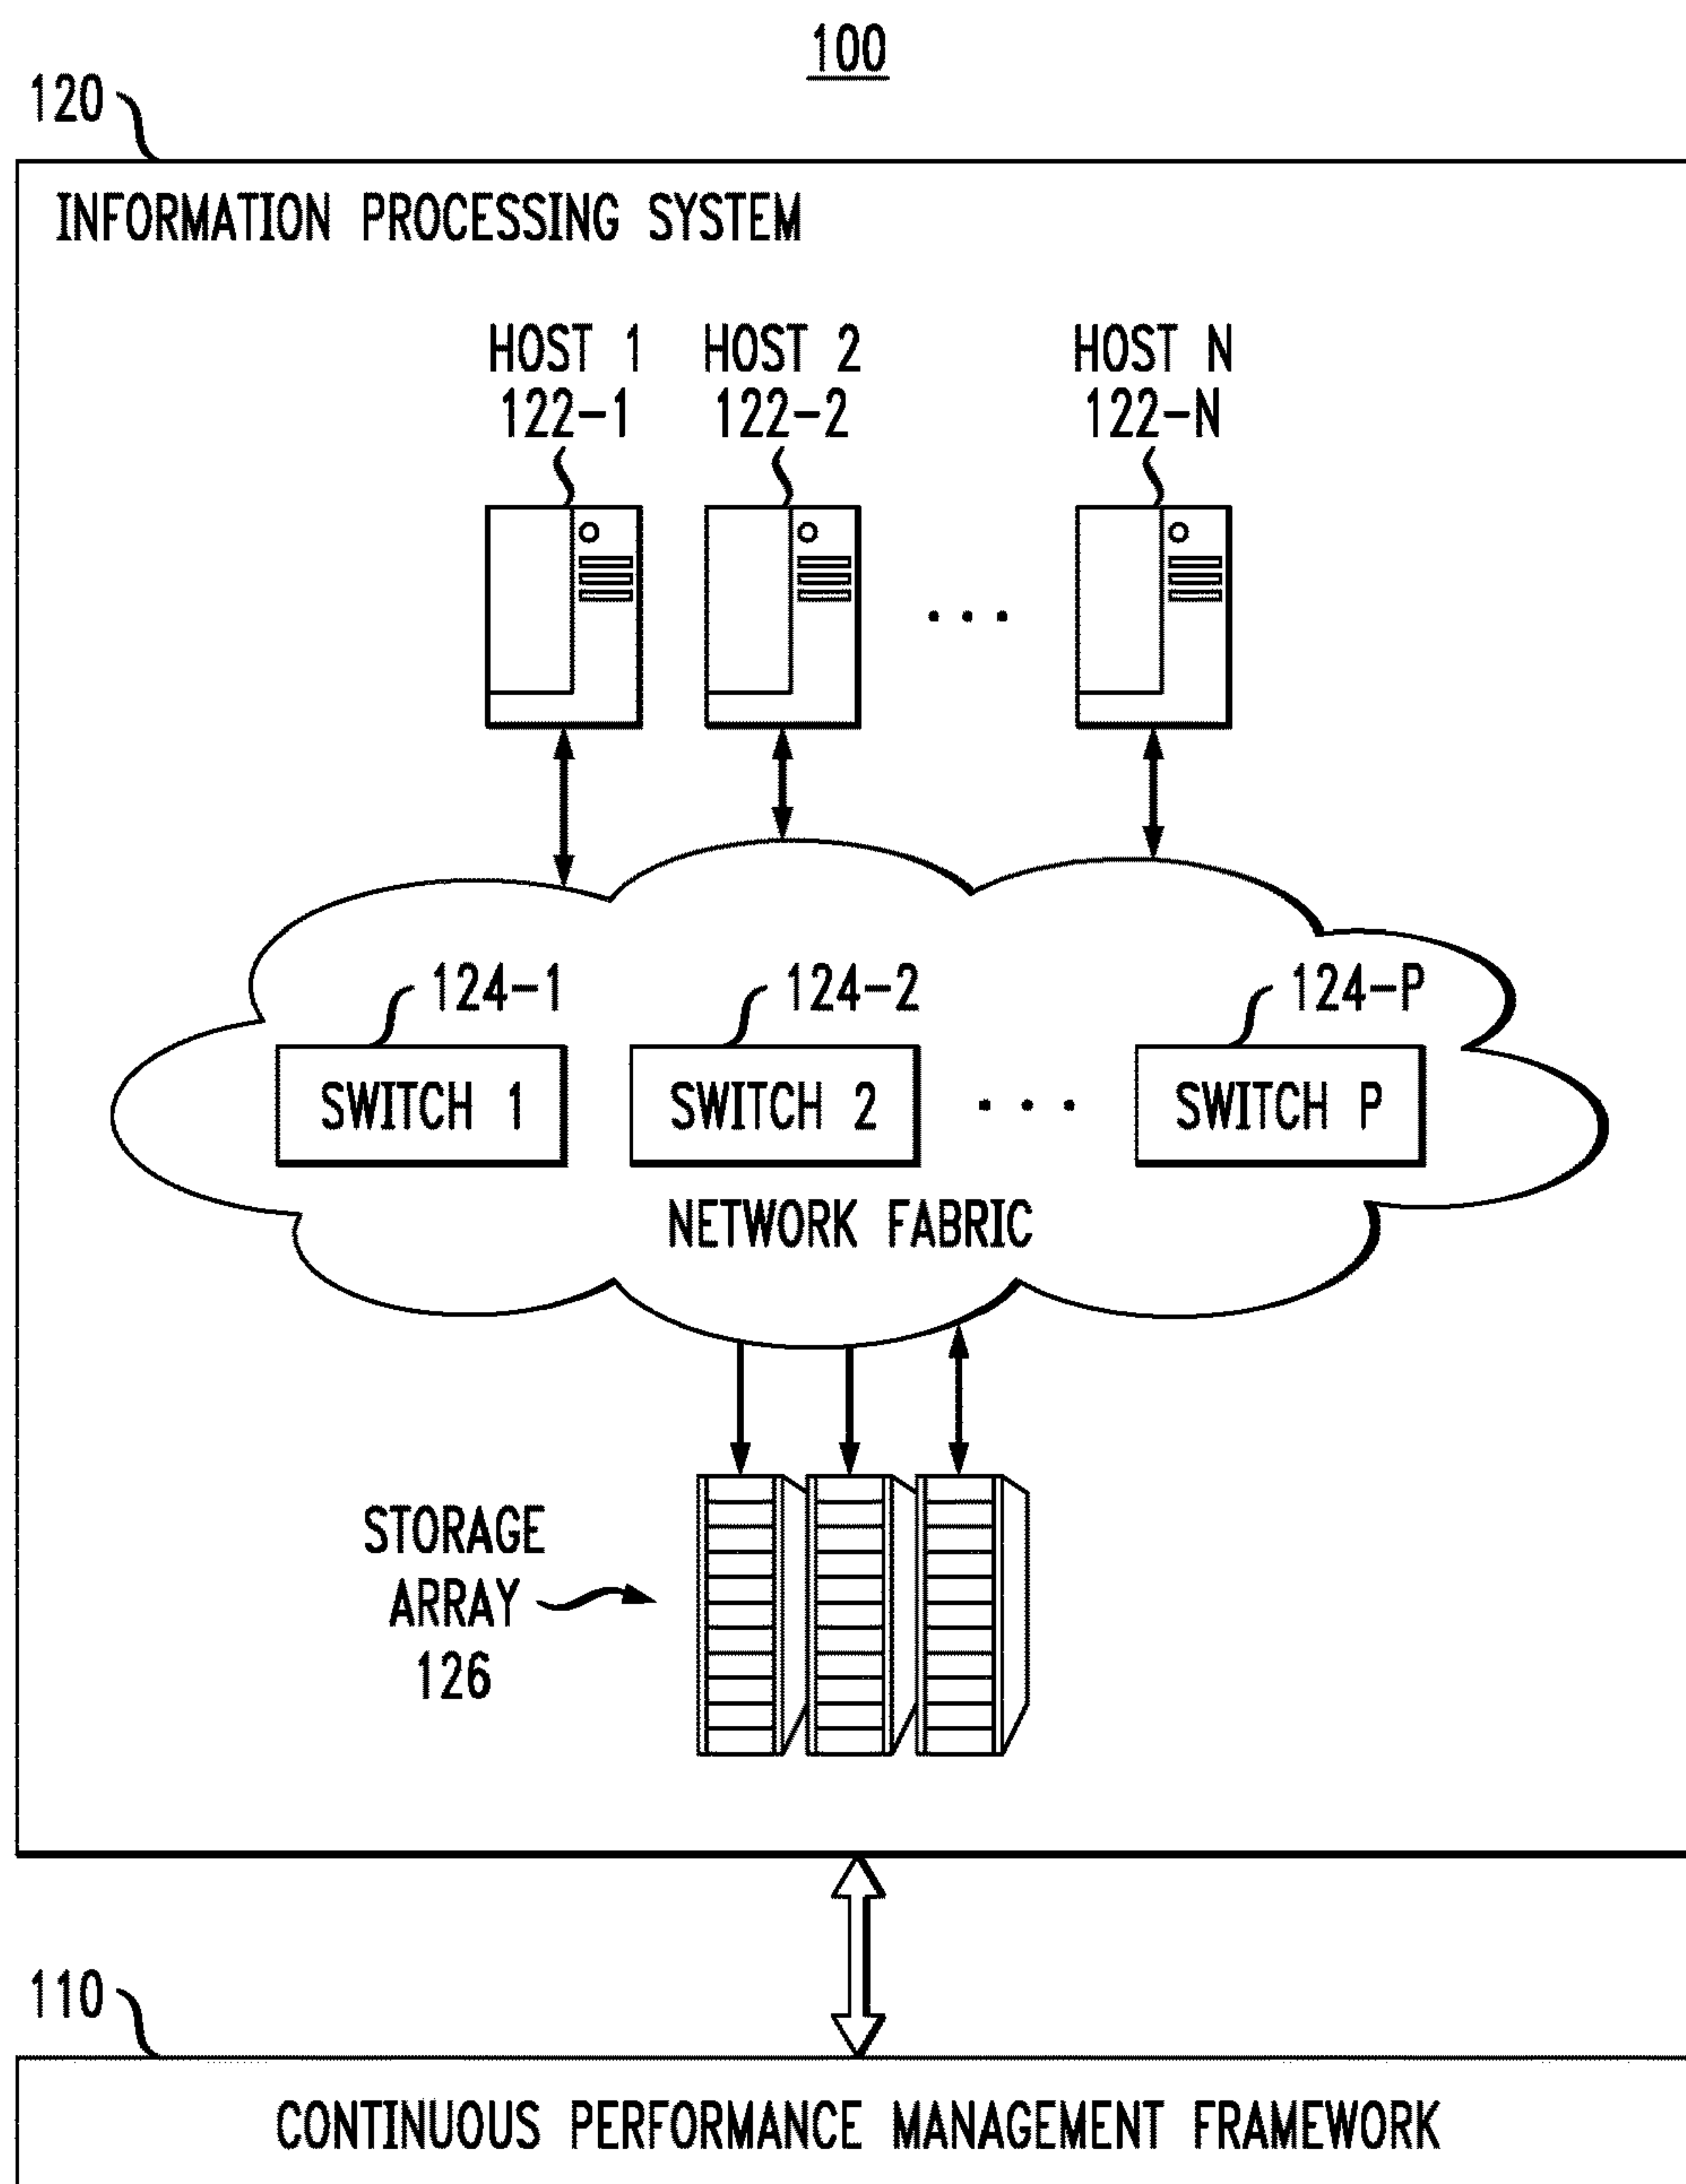 100
120
INFORMATION PROCESSING SYSTEM
HOST 1 HOST 2 HOST N
122-1 122-2 122-N
. . .
124-1 124-2 124-P
SWITCH 1 SWITCH 2 . . . SWITCH P
NETWORK FABRIC
STORAGE
ARRAY
126
110
CONTINUOUS PERFORMANCE MANAGEMENT FRAMEWORK